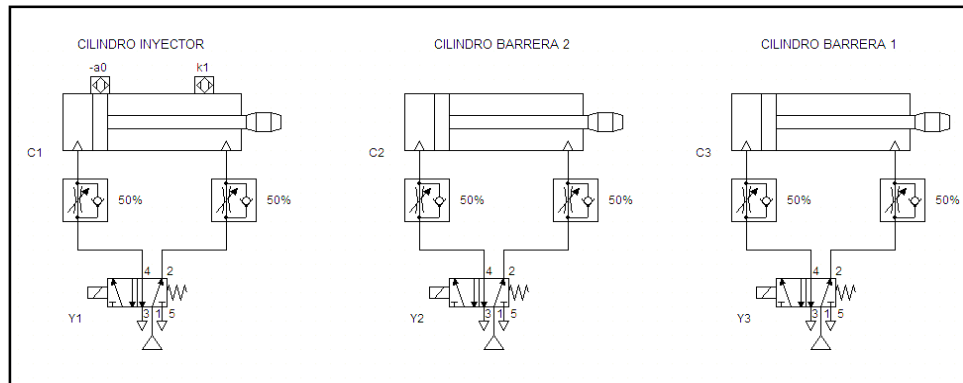 CILINDRO INYECTOR
CILINDRO BARRERA 2
CILINDRO BARRERA 1
-a0
k1
C1
C2
C3
50%
50%
50%
50%
50%
50%
4
2
4
2
4
2
Y1
3
1
5
Y2
3
1
5
Y3
3
1
5